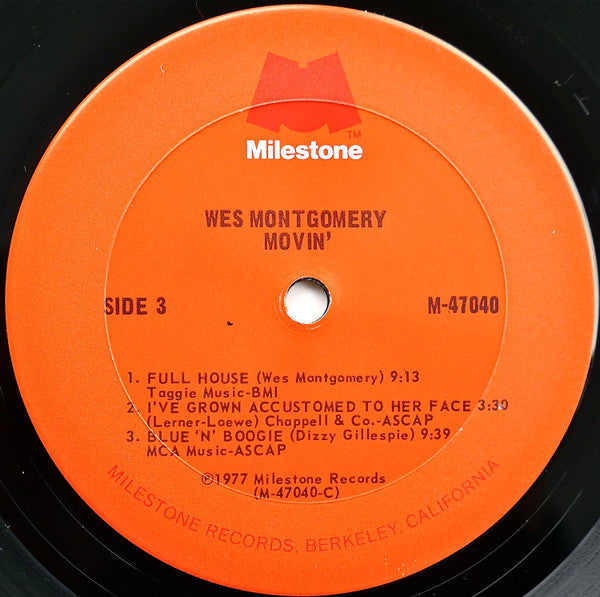 TM
Milestone
WES MONTGOMERY
MOVIN'
SIDE 3
M-47040
1. FULL HOUSE (Wes Montgomery) 9:13
Taggie Music-BMI
2. I'VE GROWN ACCUSTOMED TO HER FACE 3:30
(Lerner-Loewe) Chappell & Co.-ASCAP
3. BLUE 'N' BOOGIE (Dizzy Gillespie) 9:39
MCA Music-ASCAP
℗1977 Milestone Records
(M-47040-C)
MILESTONE RECORDS, BERKELEY, CALIFORNIA